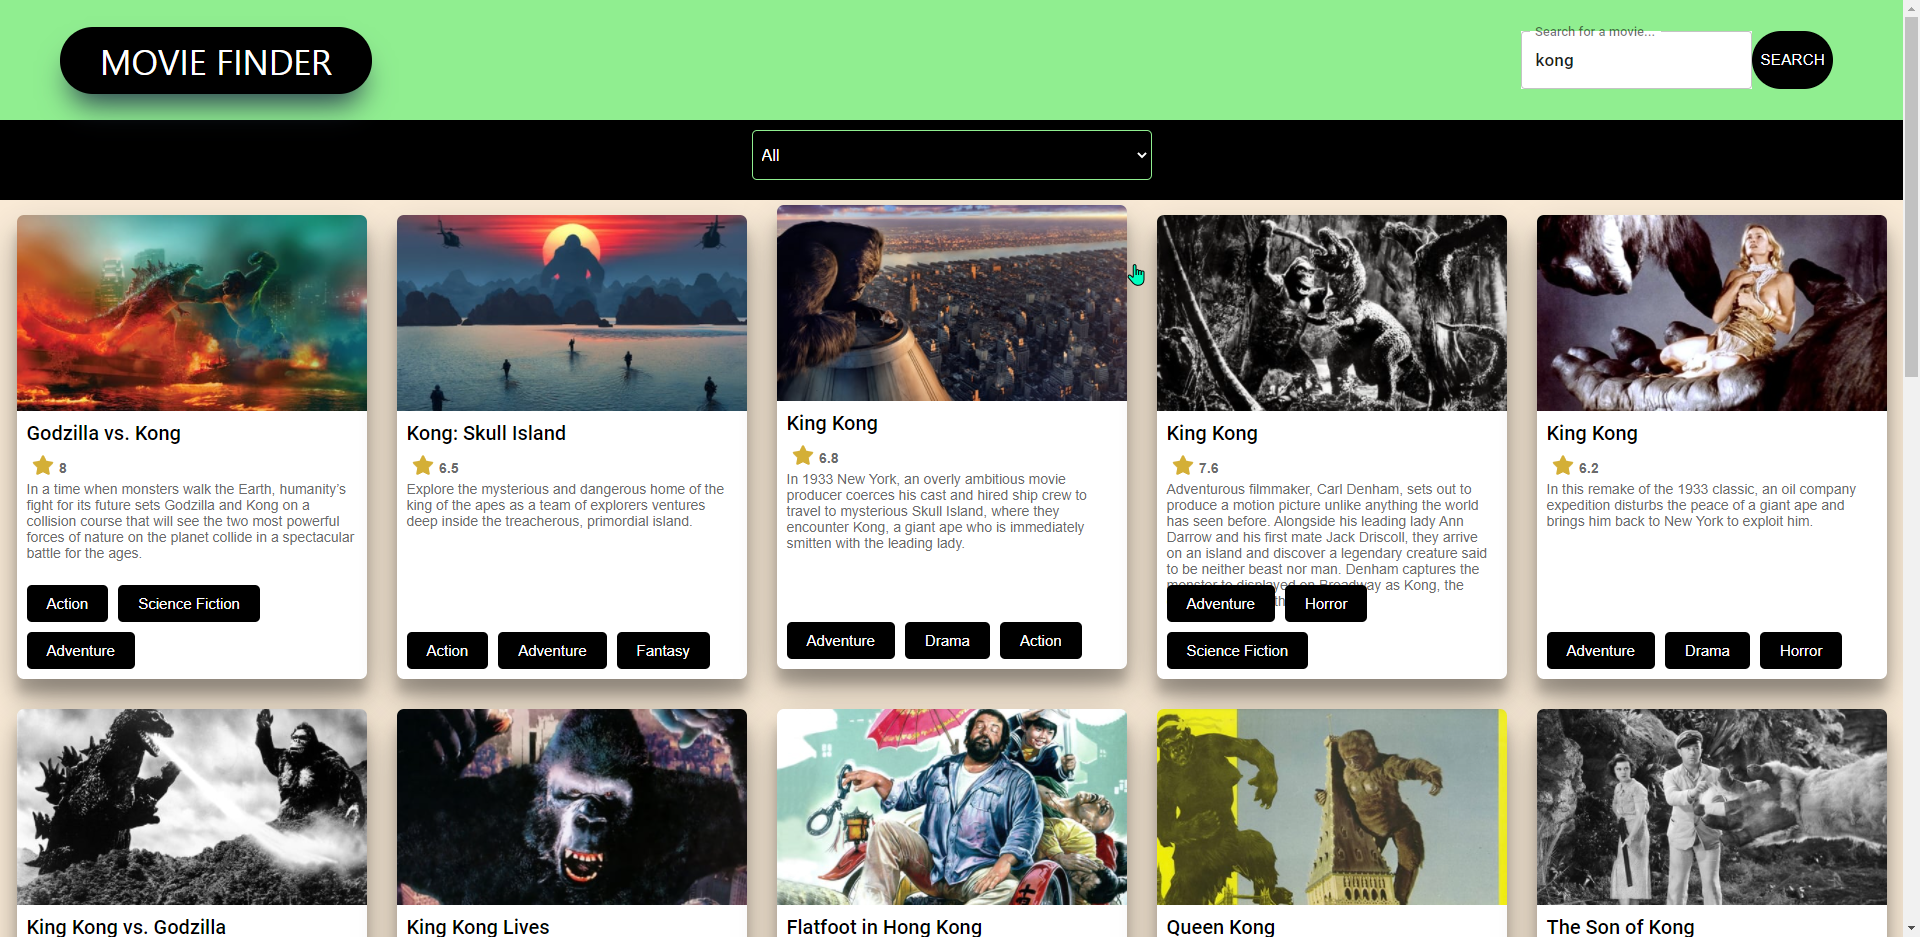 MOVIE FINDER
Search for a movie...
kong
SEARCH
All
Godzilla vs. Kong
8
In a time when monsters walk the Earth, humanity's
fight for its future sets Godzilla and Kong on a
collision course that will see the two most powerful
forces of nature on the planet collide in a spectacular
battle for the ages.
Action
Science Fiction
Adventure
Kong: Skull Island
6.5
Explore the mysterious and dangerous home of the
king of the apes as a team of explorers ventures
deep inside the treacherous, primordial island.
Action
Adventure
Fantasy
King Kong
6.8
In 1933 New York, an overly ambitious movie
producer coerces his cast and hired ship crew to
travel to mysterious Skull Island, where they
encounter Kong, a giant ape who is immediately
smitten with the leading lady.
Adventure
Drama
Action
King Kong
7.6
Adventurous filmmaker, Carl Denham, sets out to
produce a motion picture unlike anything the world
has seen before. Alongside his leading lady Ann
Darrow and his first mate Jack Driscoll, they arrive
on an island and discover a legendary creature said
to be neither beast nor man. Denham captures the
monster to displayed on Broadway as Kong, the
Adventure
Horror
Science Fiction
King Kong
6.2
In this remake of the 1933 classic, an oil company
expedition disturbs the peace of a giant ape and
brings him back to New York to exploit him.
Adventure
Drama
Horror
King Kong vs. Godzilla
King Kong Lives
Flatfoot in Hong Kong
Queen Kong
The Son of Kong